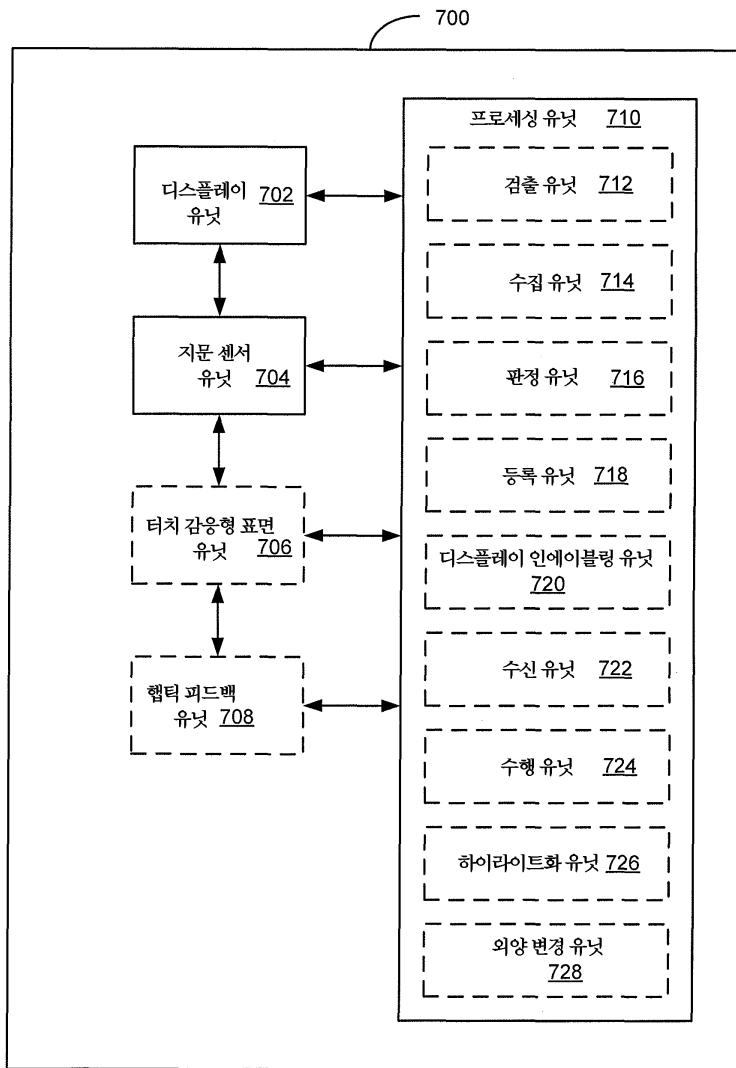 700
디스플레이 702
유닛
지문 센서
유닛 704
터치 감응형 표면
유닛 706
햅틱 피드백
유닛 708
프로세싱 유닛 710
검출 유닛 712
수집 유닛 714
판정 유닛 716
등록 유닛 718
디스플레이 인에이블링 유닛
720
수신 유닛 722
수행 유닛 724
하이라이트화 유닛 726
외양 변경 유닛
728